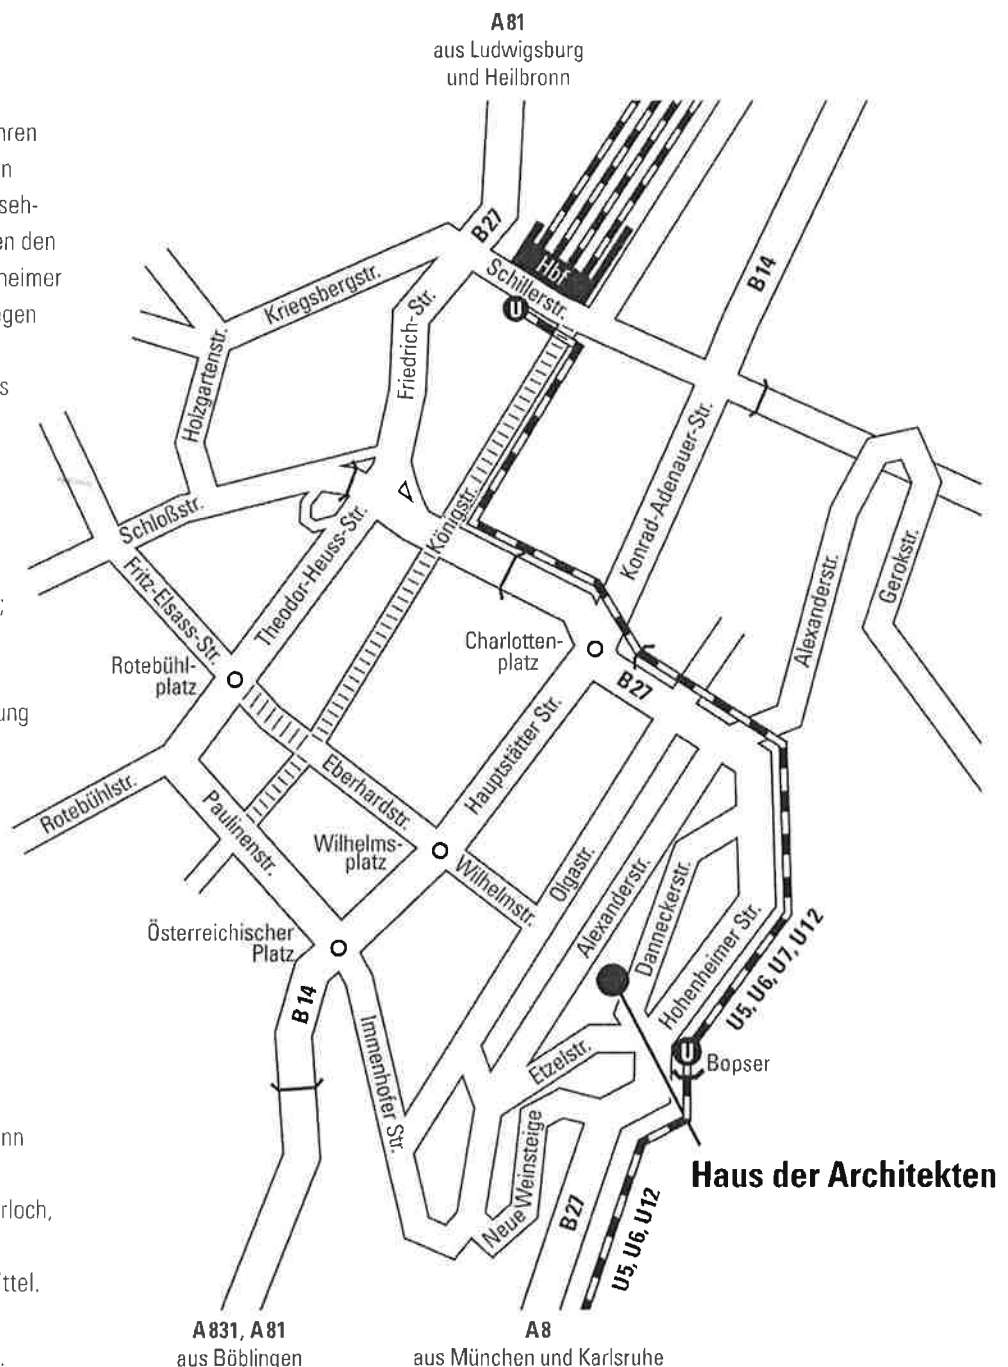 A81
aus Ludwigsburg
und Heilbronn
hren
n
seh-
en den
heimer
egen
s
;
ung
nn
rloch,
ttel.
.
B27
Hbf
Schillerstr.
U
B14
Kriegsbergstr.
Friedrich-Str.
Holzgartenstr.
Konrad-Adenauer-Str.
Königstr.
Schloßstr.
Theodor-Heuss-Str.
Fritz-Elsass-Str.
Gerokstr.
Alexanderstr.
Charlotten-
platz
Rotebühl-
platz
B27
Hauptstätter Str.
Eberhardstr.
Rotebühlstr.
Paulinenstr.
Wilhelms-
platz
Wilhelmstr.
Olgastr.
Alexanderstr.
Danneckerstr.
Hohenheimer Str.
U5, U6, U7, U12
Österreichischer
Platz
B14
Immenhofer Str.
Etzelstr.
U
Bopser
Neue Weinsteige
B27
U5, U6, U12
Haus der Architekten
A831, A81
aus Böblingen
A8
aus München und Karlsruhe